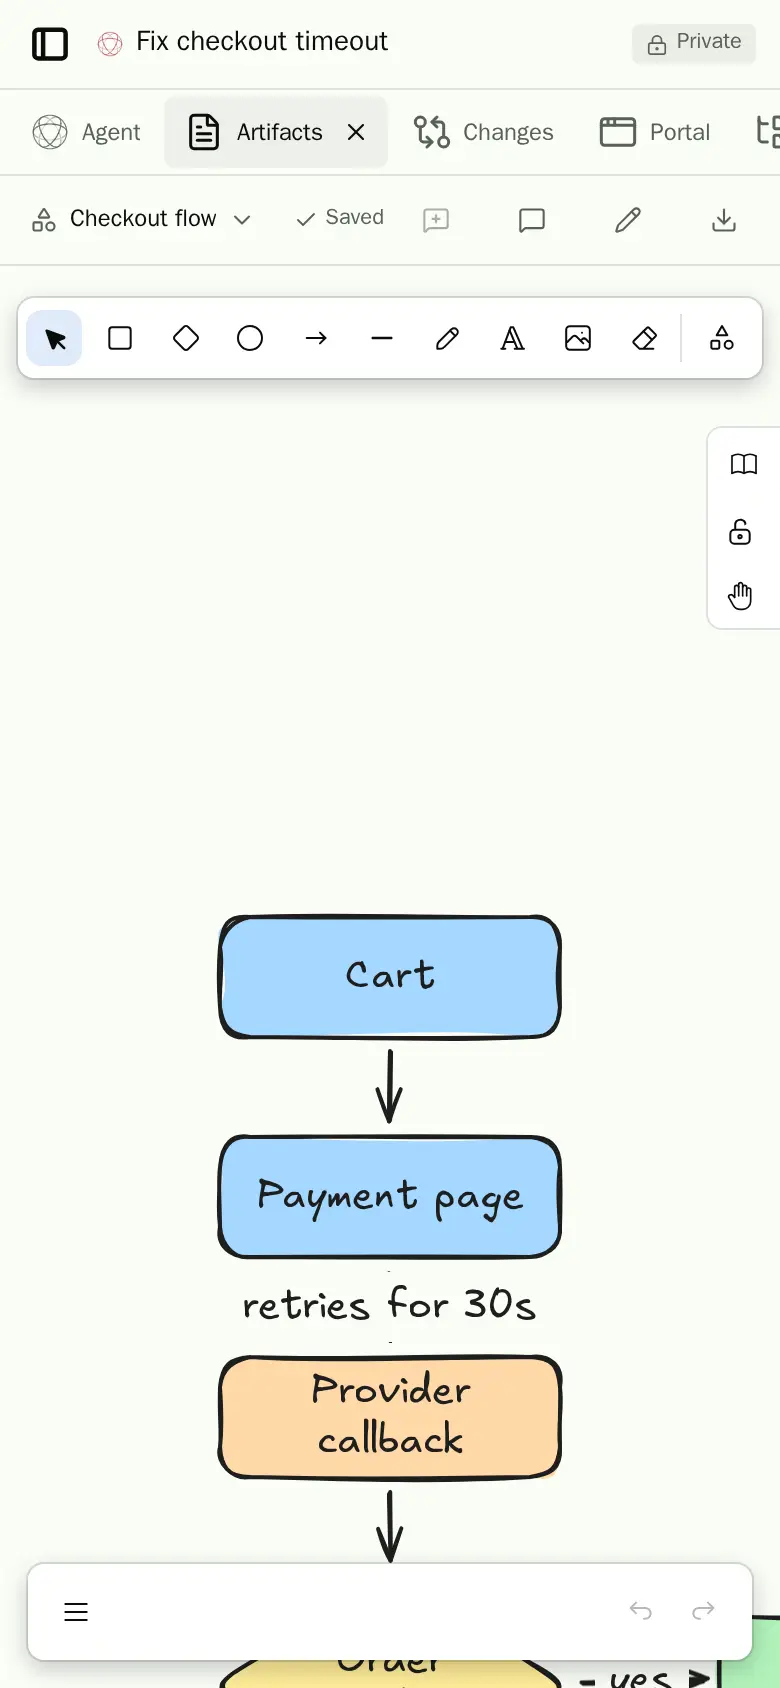 Fix checkout timeout
Private
Agent
Artifacts
Changes
Portal
Checkout flow
Saved
Cart
Payment page
retries for 30s
Provider
callback
Order
yes